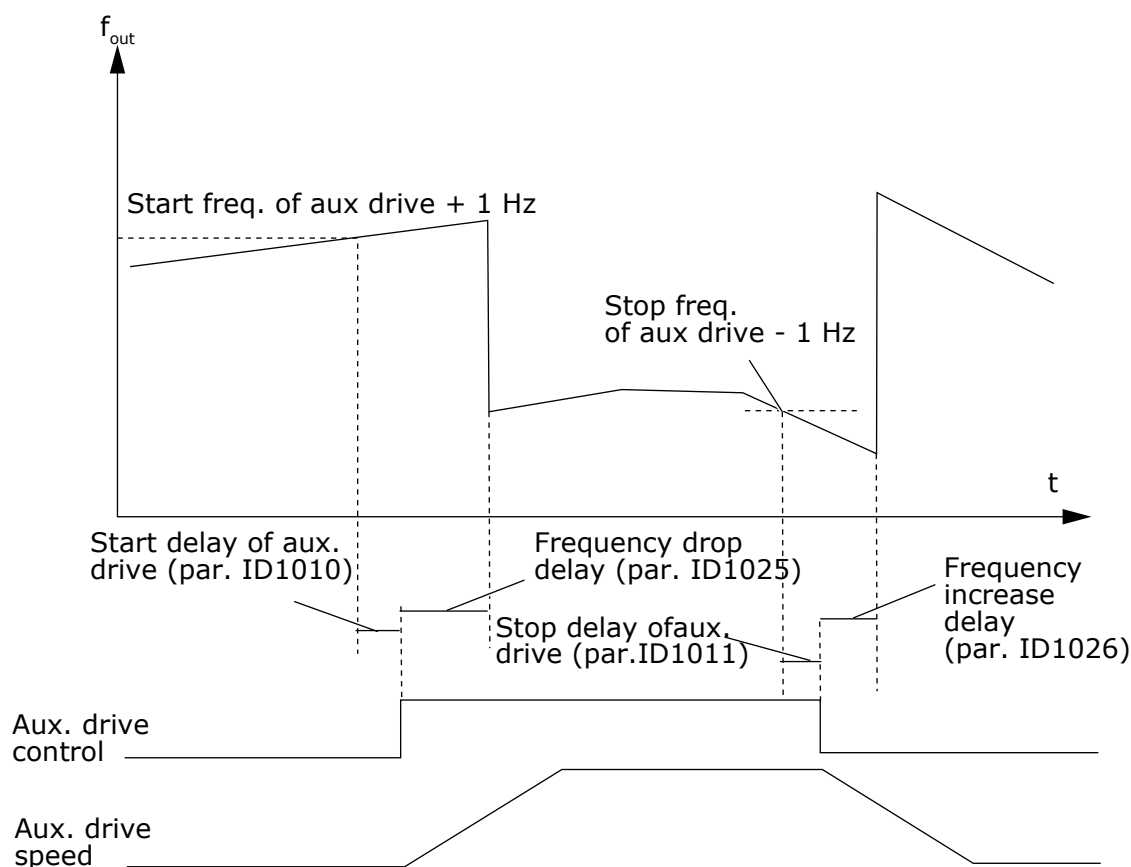 fout
Start freq. of aux drive + 1 Hz
Stop freq.
of aux drive - 1 Hz
t
Start delay of aux.
drive (par. ID1010)
Frequency drop
delay (par. ID1025)
Frequency
increase
delay
(par. ID1026)
Stop delay ofaux.
drive (par.ID1011)
Aux. drive
control
Aux. drive
speed